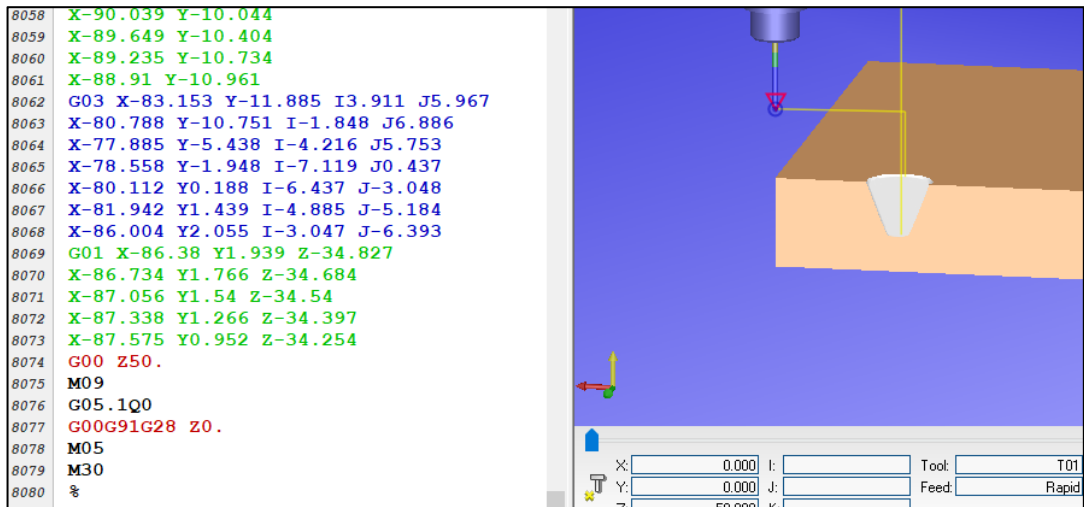 8058 X-90.039 Y-10.044
8059 X-89.649 Y-10.404
8060 X-89.235 Y-10.734
8061 X-88.91 Y-10.961
8062 G03 X-83.153 Y-11.885 I3.911 J5.967
8063 X-80.788 Y-10.751 I-1.848 J6.886
8064 X-77.885 Y-5.438 I-4.216 J5.753
8065 X-78.558 Y-1.948 I-7.119 J0.437
8066 X-80.112 Y0.188 I-6.437 J-3.048
8067 X-81.942 Y1.439 I-4.885 J-5.184
8068 X-86.004 Y2.055 I-3.047 J-6.393
8069 G01 X-86.38 Y1.939 Z-34.827
8070 X-86.734 Y1.766 Z-34.684
8071 X-87.056 Y1.54 Z-34.54
8072 X-87.338 Y1.266 Z-34.397
8073 X-87.575 Y0.952 Z-34.254
8074 G00 Z50.
8075 M09
8076 G05.1Q0
8077 G00G91G28 Z0.
8078 M05
8079 M30
8080 %
X: 0.000 I: Tool: T01
Y: 0.000 J: Feed: Rapid